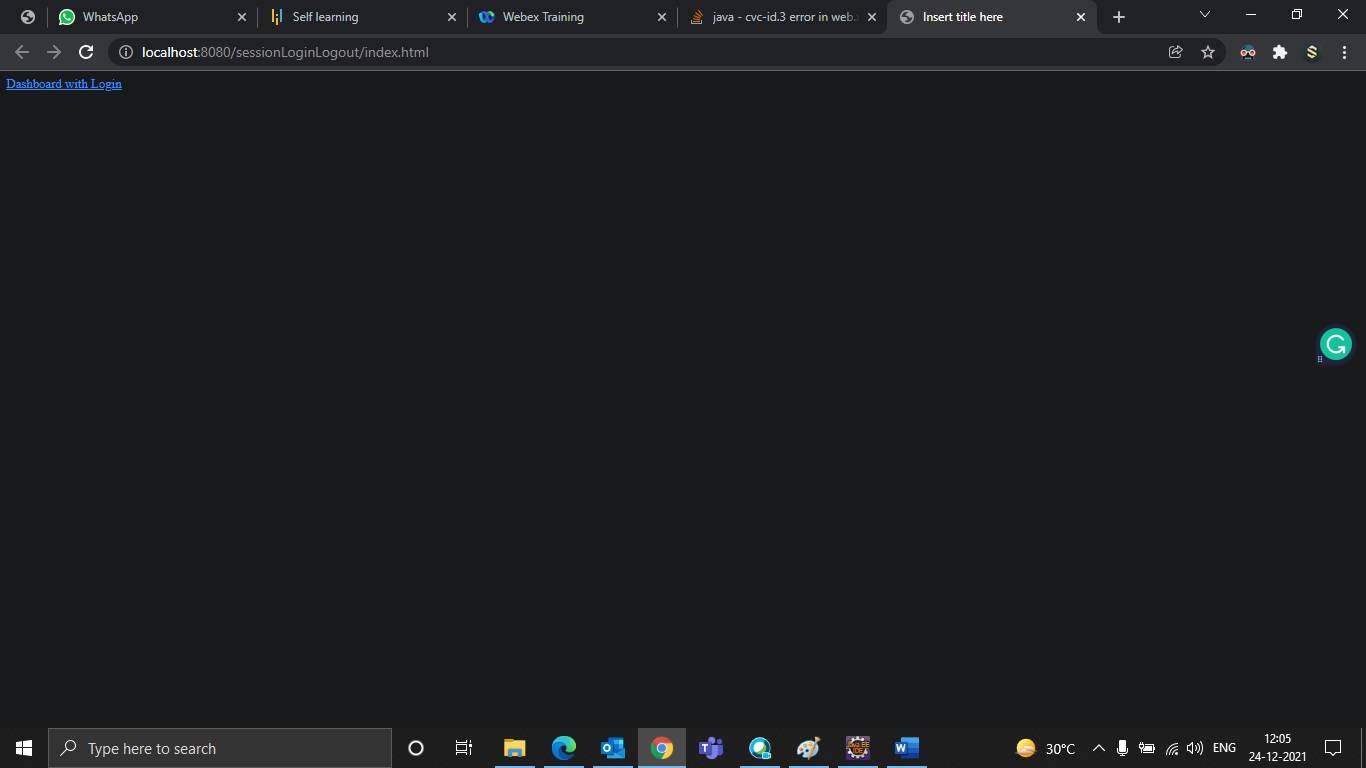 WhatsApp
Self learning
Webex Training
java - cvc-id.3 error in web.
Insert title here
localhost:8080/sessionLoginLogout/index.html
Dashboard with Login
Type here to search
30°C
ENG
12:05
24-12-2021